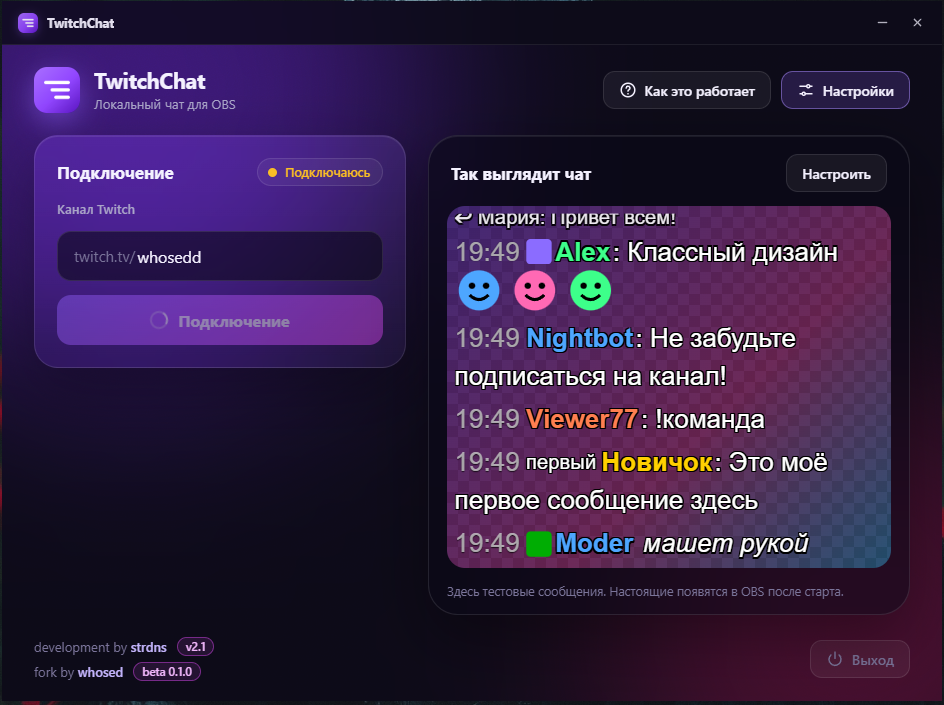 TwitchChat
TwitchChat
Локальный чат для OBS
Как это работает
Настройки
Подключение
Подключаюсь
Канал Twitch
twitch.tv/whosedd
Подключение
Так выглядит чат
Настроить
Мария: Привет всем!
19:49 Alex: Классный дизайн
19:49 Nightbot: Не забудьте
подписаться на канал!
19:49 Viewer77: !команда
19:49 первый Новичок: Это моё
первое сообщение здесь
19:49 Moder машет рукой
Здесь тестовые сообщения. Настоящие появятся в OBS после старта.
development by strdns v2.1
fork by whosed beta 0.1.0
Выход